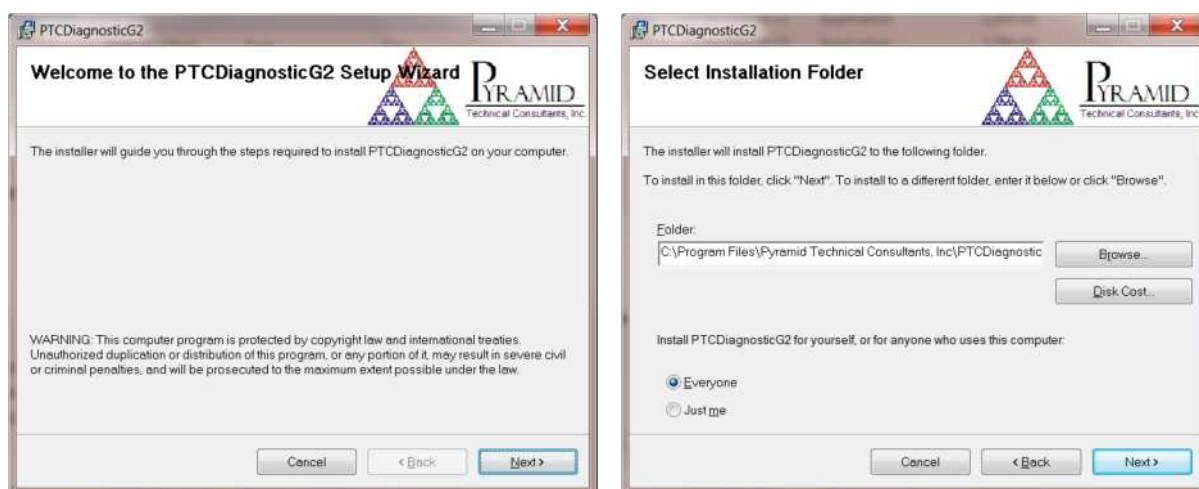 PTCDiagnosticG2
Welcome to the PTCDiagnosticG2 Setup Wizard
PYRAMID
Technical Consultants, Inc.
The installer will guide you through the steps required to install PTCDiagnosticG2 on your computer.
WARNING: This computer program is protected by copyright law and international treaties.
Unauthorized duplication or distribution of this program, or any portion of it, may result in severe civil
or criminal penalties, and will be prosecuted to the maximum extent possible under the law.
Cancel
< Back
Next >
PTCDiagnosticG2
Select Installation Folder
PYRAMID
Technical Consultants, Inc
The installer will install PTCDiagnosticG2 to the following folder.
To install in this folder, click "Next". To install to a different folder, enter it below or click "Browse".
Folder:
C:\Program Files\Pyramid Technical Consultants, Inc\PTCDiagnostic
Browse...
Disk Cost...
Install PTCDiagnosticG2 for yourself, or for anyone who uses this computer:
Everyone
Just me
Cancel
< Back
Next >